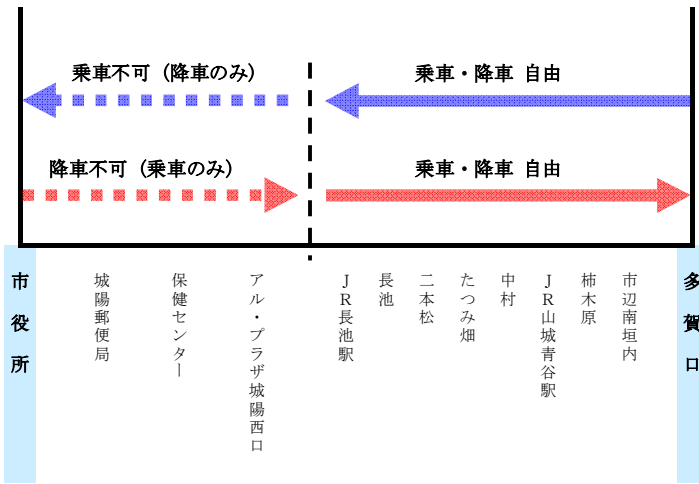 乗車不可（降車のみ）
乗車・降車 自由
降車不可（乗車のみ）
乗車・降車 自由
市役所
城陽郵便局
保健センター
アル・プラザ城陽西口
ＪＲ長池駅
長池
二本松
たつみ畑
中村
ＪＲ山城青谷駅
柿木原
市辺南垣内
多賀口